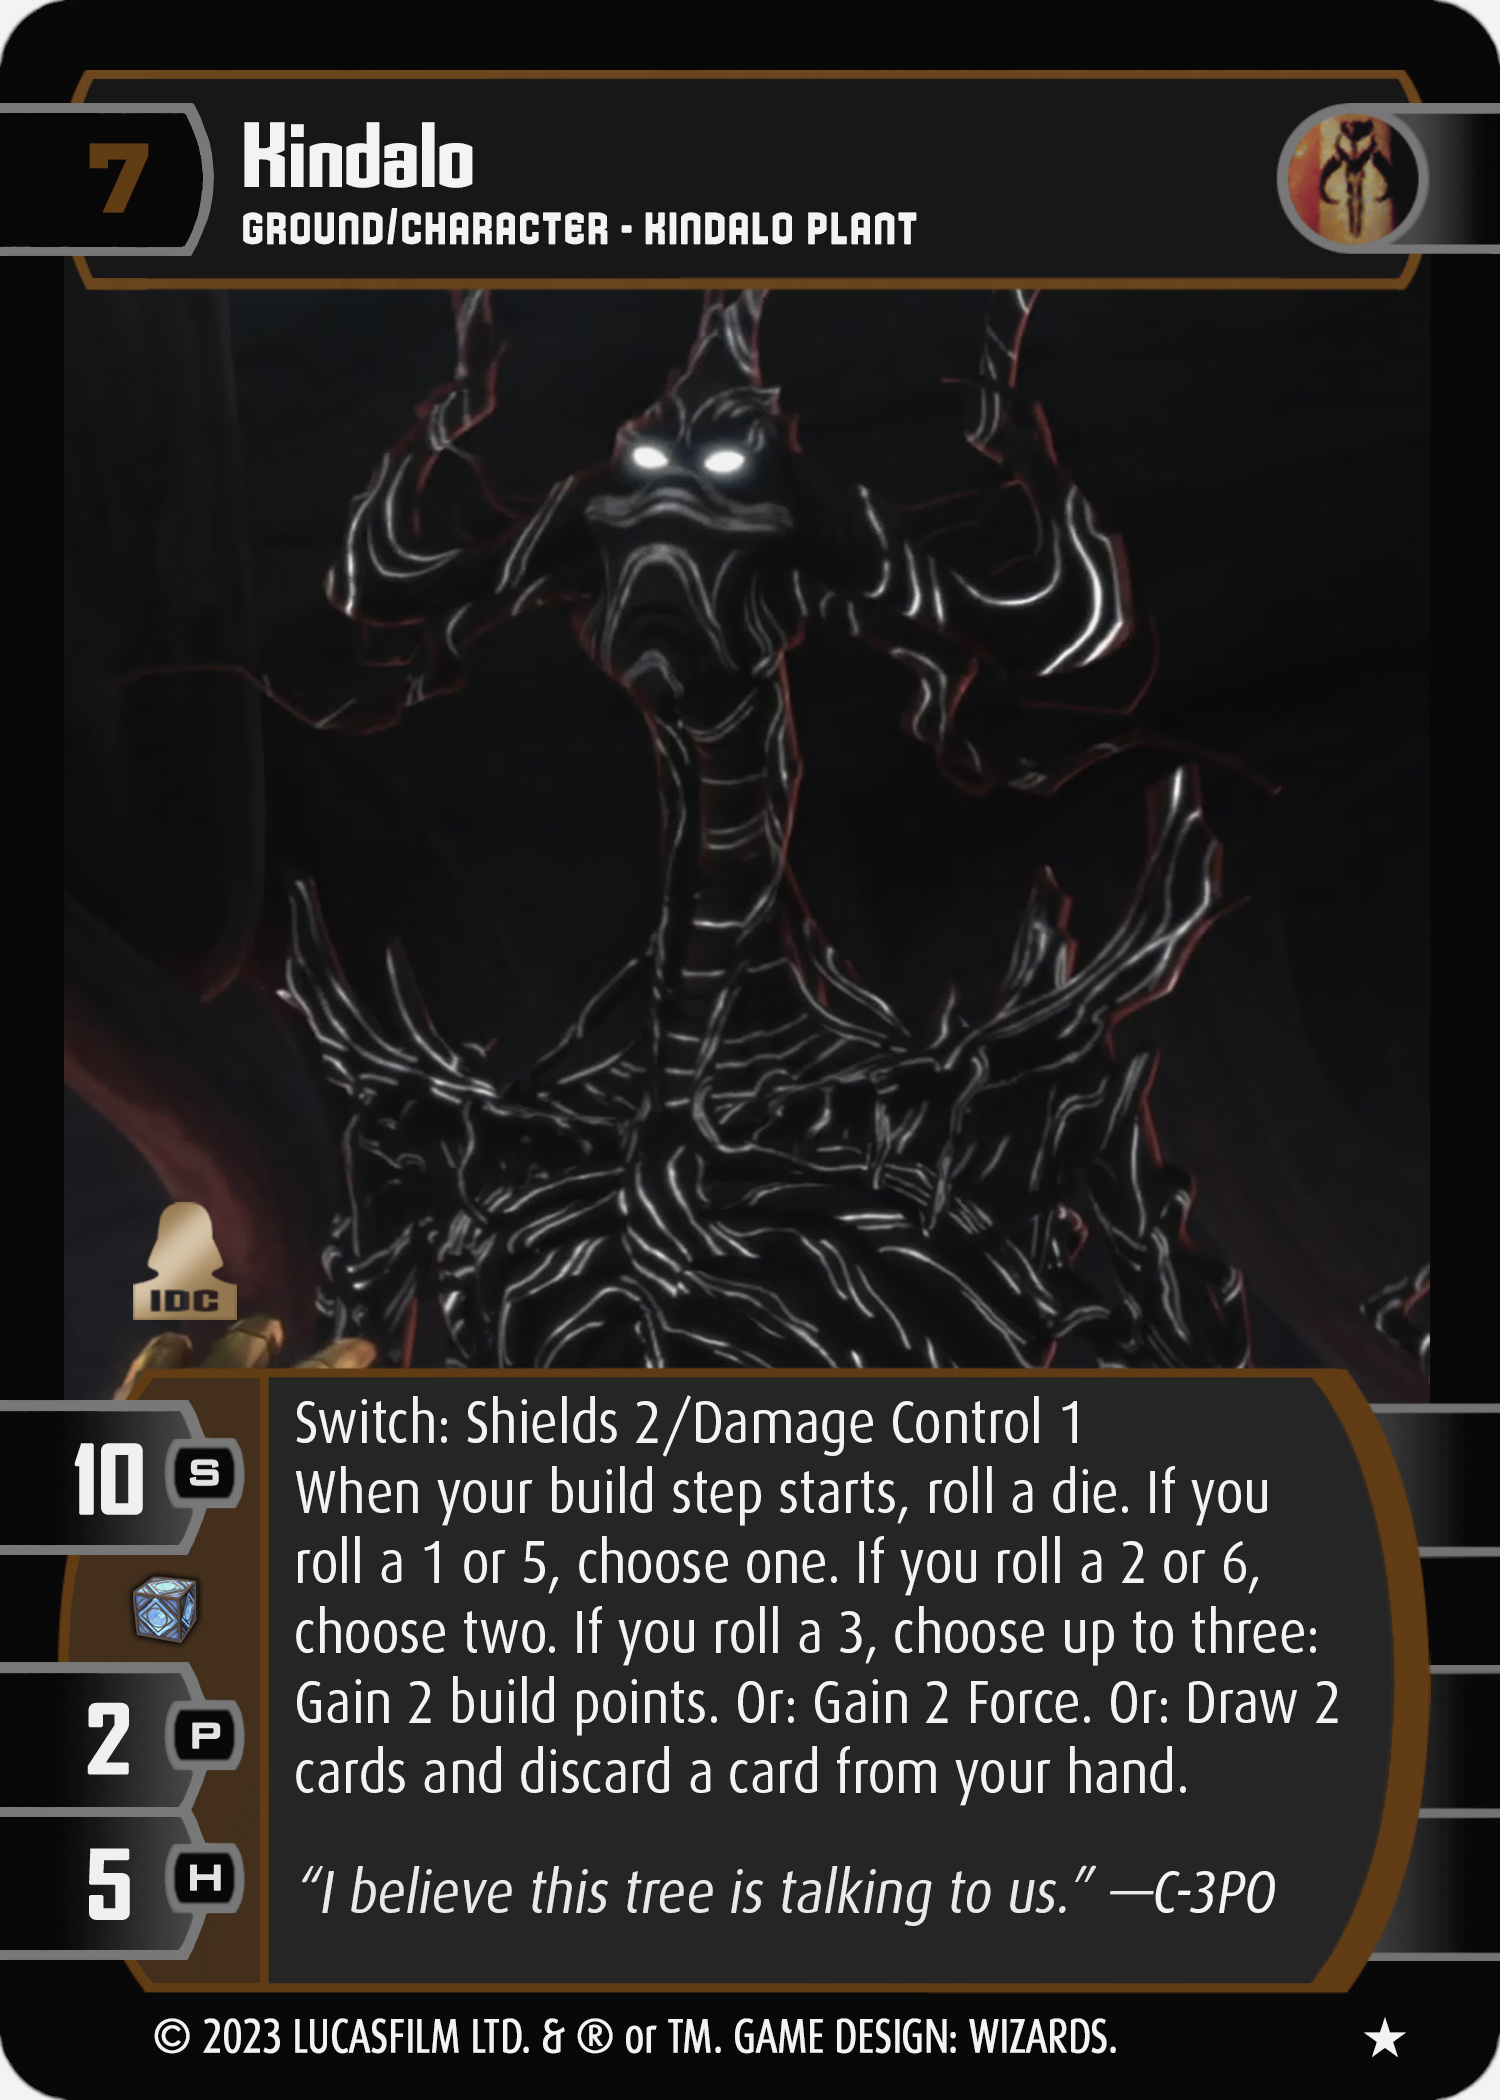 7
Kindalo
GROUND/CHARACTER - KINDALO PLANT
IDC
10 S
2 P
5 H
Switch: Shields 2/Damage Control 1
When your build step starts, roll a die. If you
roll a 1 or 5, choose one. If you roll a 2 or 6,
choose two. If you roll a 3, choose up to three:
Gain 2 build points. Or: Gain 2 Force. Or: Draw 2
cards and discard a card from your hand.
“I believe this tree is talking to us.” —C-3PO
© 2023 LUCASFILM LTD. & ® or TM. GAME DESIGN: WIZARDS.